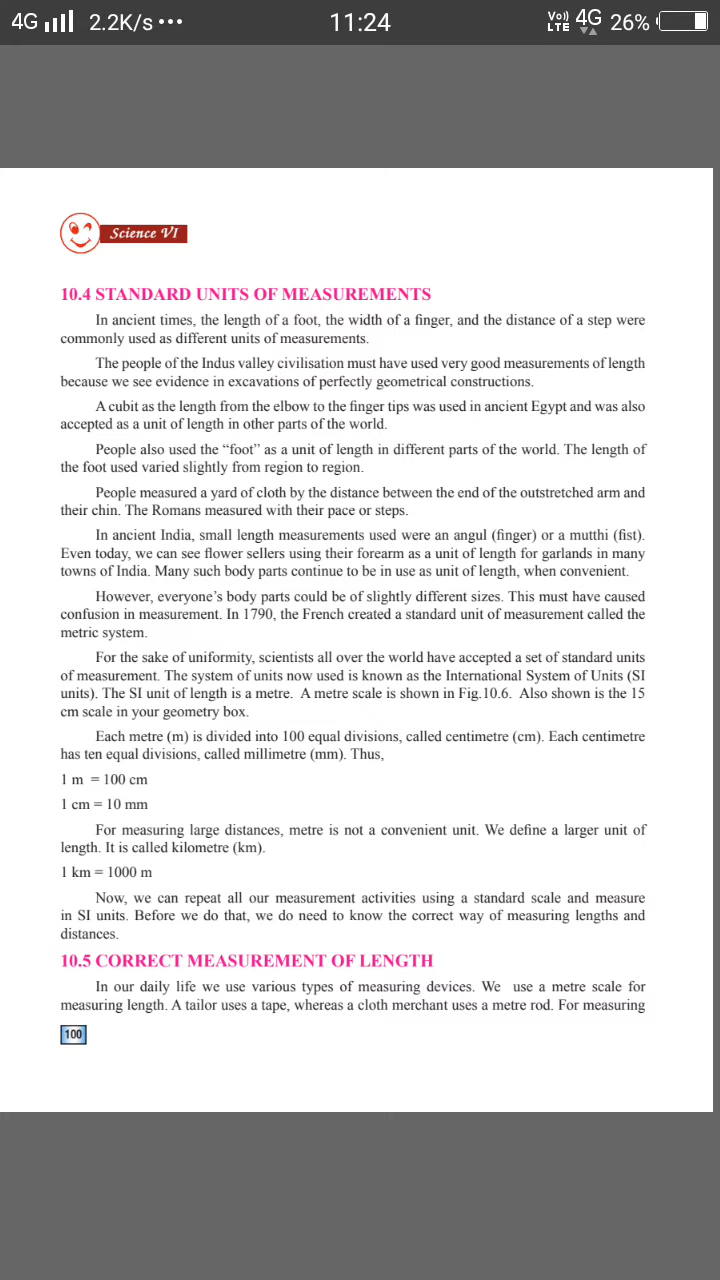 4G 2.2K/s ••• 11:24 Vo)) LTE 4G 26%
Science VI
10.4 STANDARD UNITS OF MEASUREMENTS
In ancient times, the length of a foot, the width of a finger, and the distance of a step were
commonly used as different units of measurements.
The people of the Indus valley civilisation must have used very good measurements of length
because we see evidence in excavations of perfectly geometrical constructions.
A cubit as the length from the elbow to the finger tips was used in ancient Egypt and was also
accepted as a unit of length in other parts of the world.
People also used the “foot” as a unit of length in different parts of the world. The length of
the foot used varied slightly from region to region.
People measured a yard of cloth by the distance between the end of the outstretched arm and
their chin. The Romans measured with their pace or steps.
In ancient India, small length measurements used were an angul (finger) or a mutthi (fist).
Even today, we can see flower sellers using their forearm as a unit of length for garlands in many
towns of India. Many such body parts continue to be in use as unit of length, when convenient.
However, everyone’s body parts could be of slightly different sizes. This must have caused
confusion in measurement. In 1790, the French created a standard unit of measurement called the
metric system.
For the sake of uniformity, scientists all over the world have accepted a set of standard units
of measurement. The system of units now used is known as the International System of Units (SI
units). The SI unit of length is a metre. A metre scale is shown in Fig.10.6. Also shown is the 15
cm scale in your geometry box.
Each metre (m) is divided into 100 equal divisions, called centimetre (cm). Each centimetre
has ten equal divisions, called millimetre (mm). Thus,
1 m = 100 cm
1 cm = 10 mm
For measuring large distances, metre is not a convenient unit. We define a larger unit of
length. It is called kilometre (km).
1 km = 1000 m
Now, we can repeat all our measurement activities using a standard scale and measure
in SI units. Before we do that, we do need to know the correct way of measuring lengths and
distances.
10.5 CORRECT MEASUREMENT OF LENGTH
In our daily life we use various types of measuring devices. We use a metre scale for
measuring length. A tailor uses a tape, whereas a cloth merchant uses a metre rod. For measuring
100